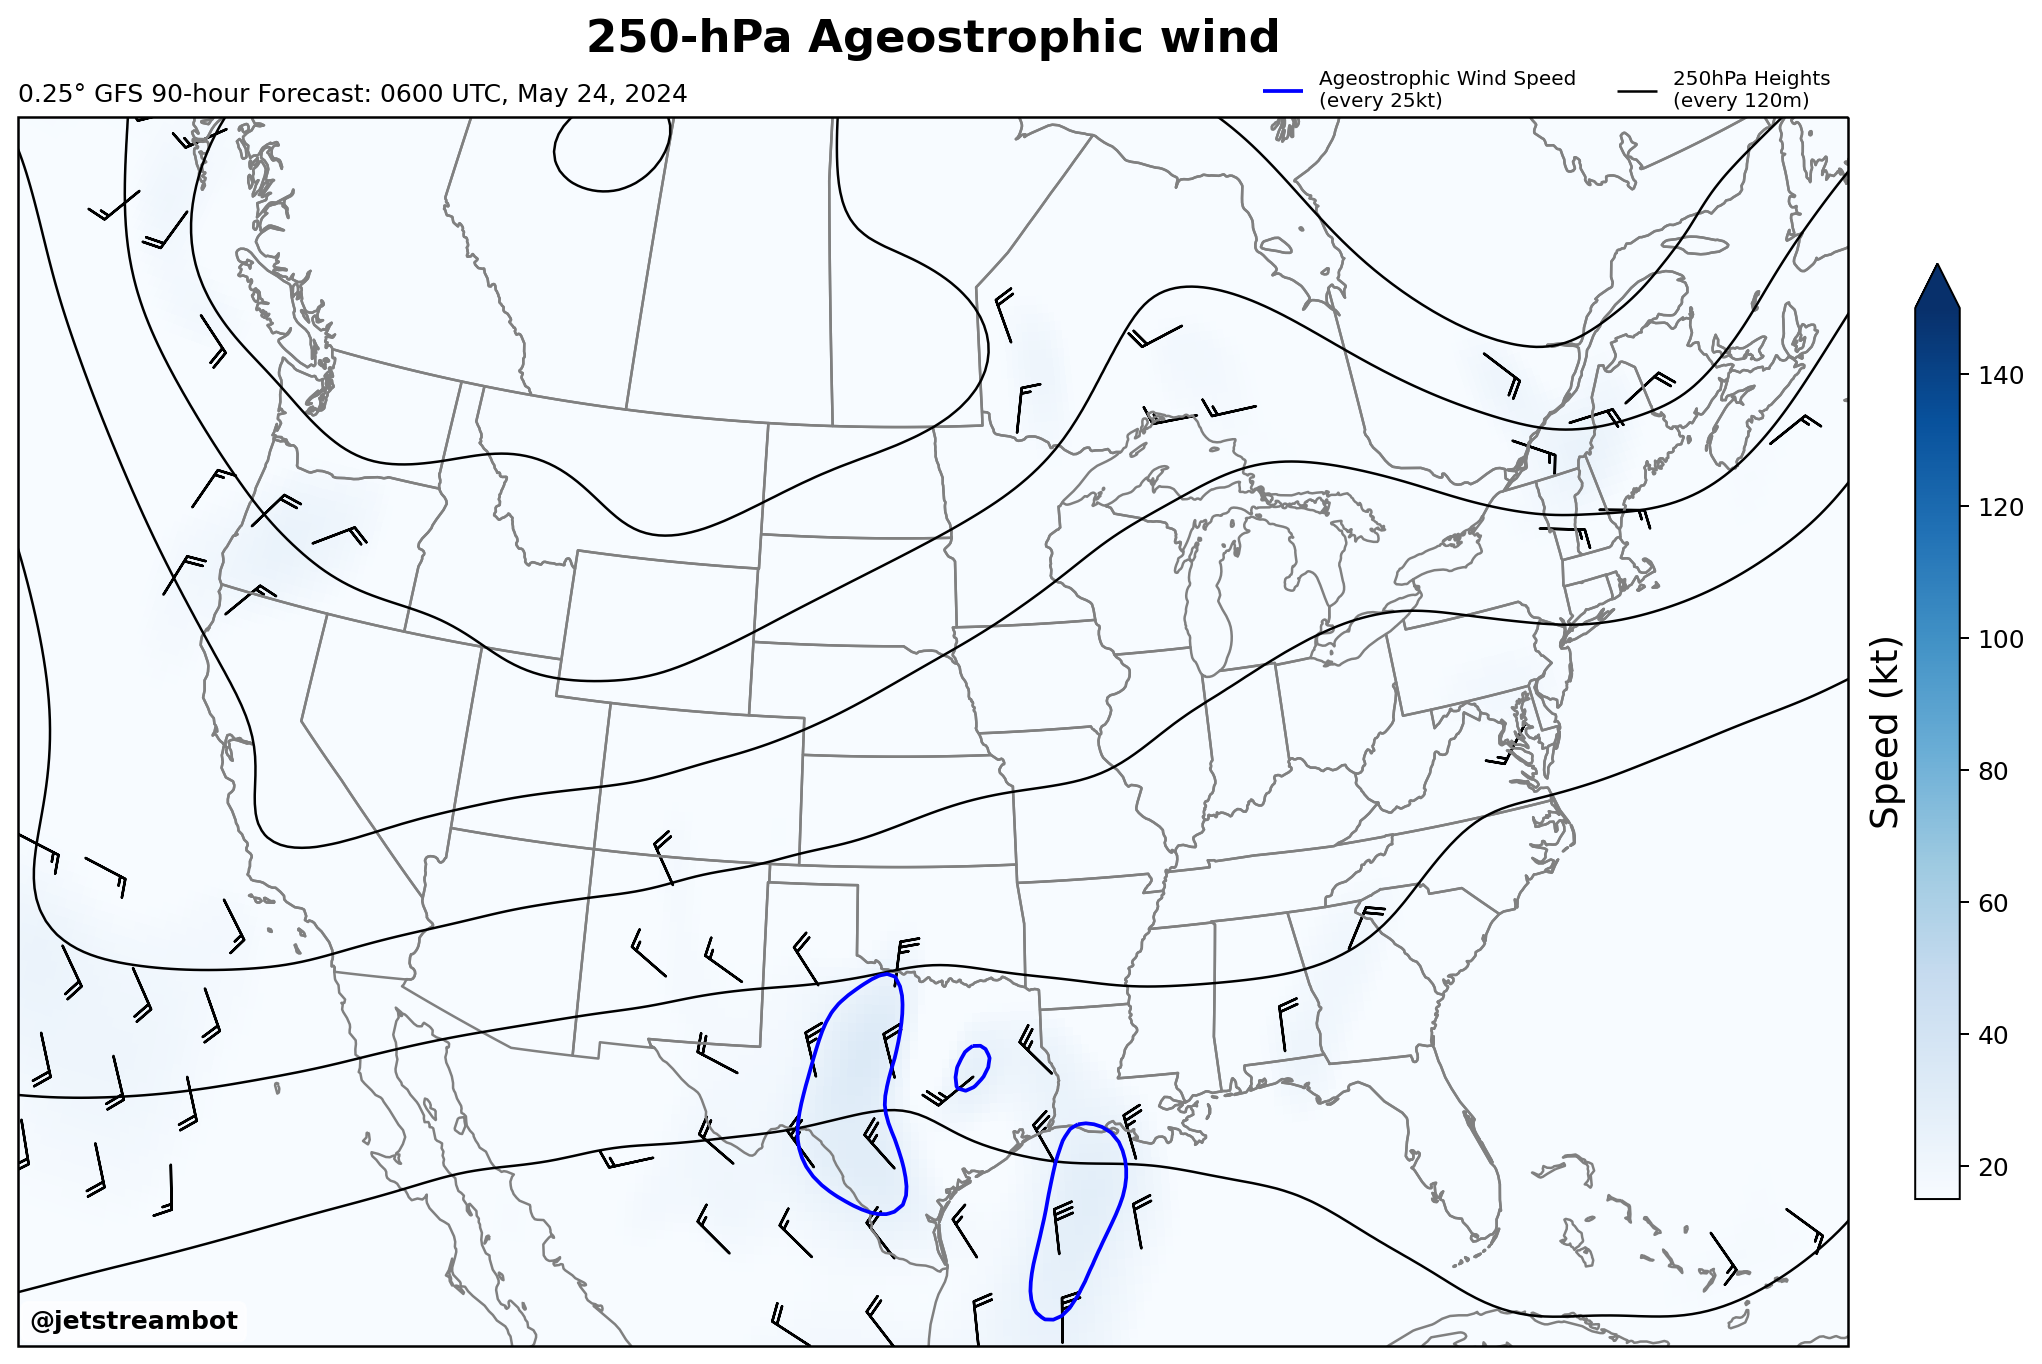 250-hPa Ageostrophic wind
0.25° GFS 90-hour Forecast: 0600 UTC, May 24, 2024
Ageostrophic Wind Speed
(every 25kt)
250hPa Heights
(every 120m)
140
120
100
80
60
40
20
Speed (kt)
@jetstreambot